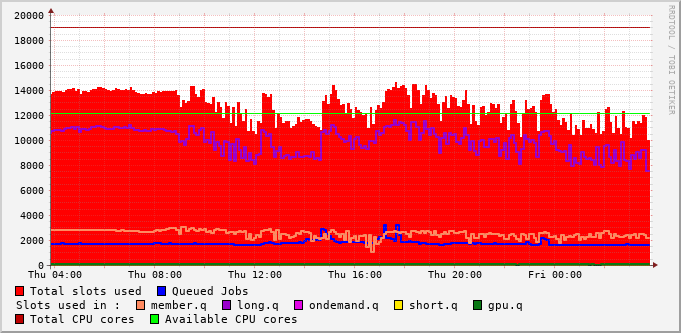 20000
18000
16000
14000
12000
10000
8000
6000
4000
2000
0
Thu 04:00 Thu 08:00 Thu 12:00 Thu 16:00 Thu 20:00 Fri 00:00
RRDTOOL / TOBI OETIKER
Total slots used Queued Jobs
Slots used in : member.q long.q ondemand.q short.q gpu.q
Total CPU cores Available CPU cores